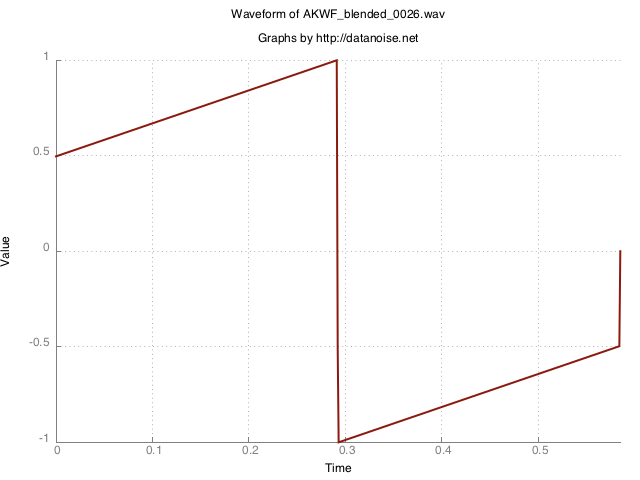 Waveform of AKWF_blended_0026.wav
Graphs by http://datanoise.net
1
0.5
0
-0.5
-1
Value
0 0.1 0.2 0.3 0.4 0.5
Time